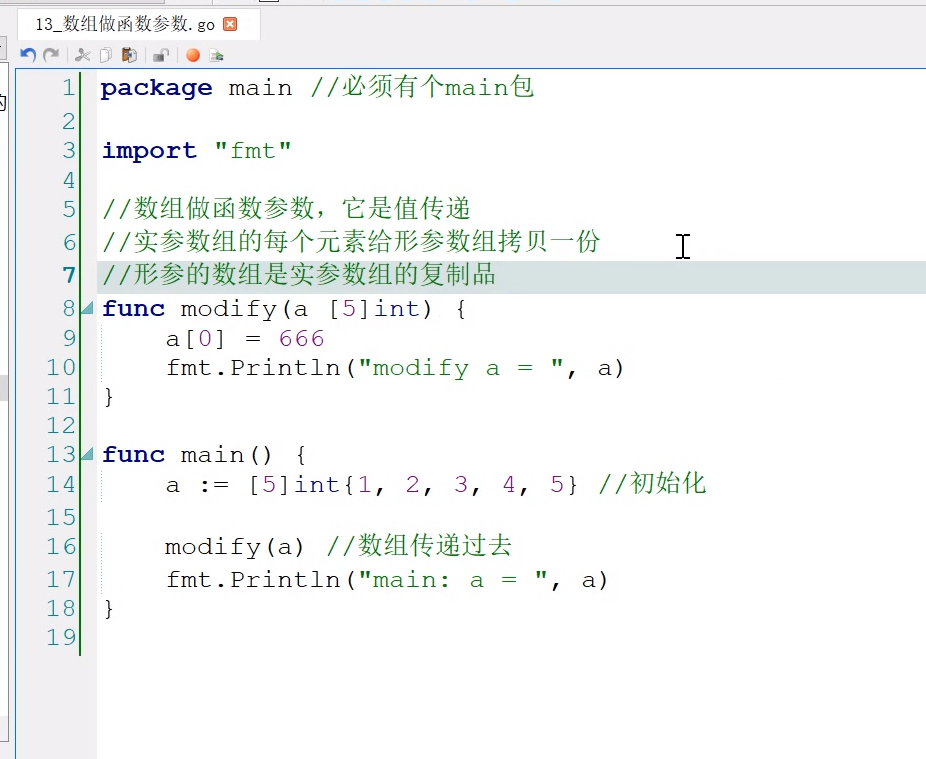 13_数组做函数参数.go
1 package main //必须有个main包
2
3 import "fmt"
4
5 //数组做函数参数，它是值传递
6 //实参数组的每个元素给形参数组拷贝一份
7 //形参的数组是实参数组的复制品
8 func modify(a [5]int) {
9 a[0] = 666
10 fmt.Println("modify a = ", a)
11 }
12
13 func main() {
14 a := [5]int{1, 2, 3, 4, 5} //初始化
15
16 modify(a) //数组传递过去
17 fmt.Println("main: a = ", a)
18 }
19